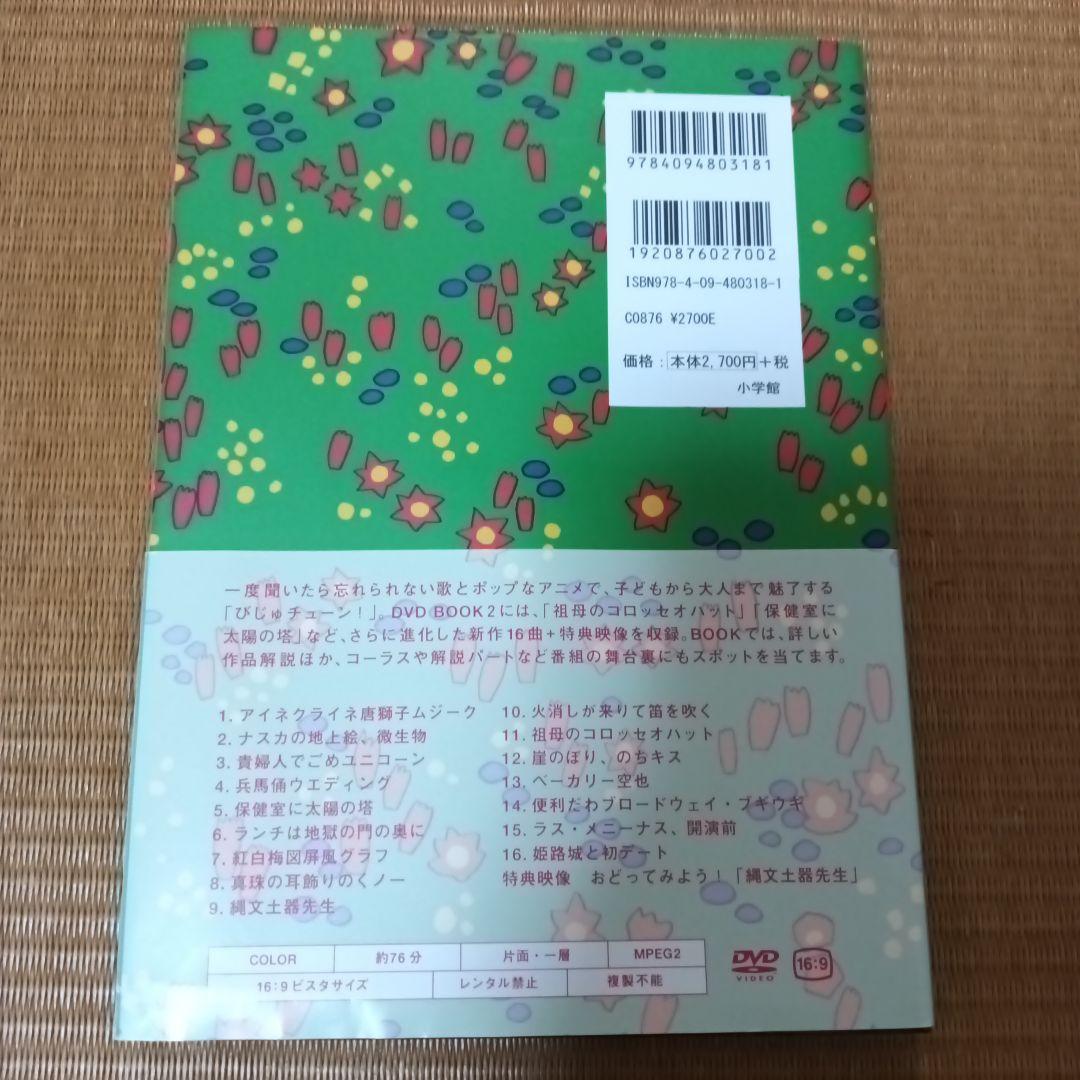 9784094803181
1920876027002
ISBN978-4-09-480318-1
C0876 ¥2700E
価格：本体2,700円＋税
小学館
一度聞いたら忘れられない歌とポップなアニメで、子どもから大人まで魅了する
「びじゅチューン！」。DVD BOOK2には、「祖母のコロッセオハット」「保健室に
太陽の塔」など、さらに進化した新作16曲＋特典映像を収録。BOOKでは、詳しい
作品解説ほか、コーラスや解説パートなど番組の舞台裏にもスポットを当てます。
1. アイネクライネ唐獅子ムジーク
2. ナスカの地上絵、微生物
3. 貴婦人でごめユニコーン
4. 兵馬俑ウエディング
5. 保健室に太陽の塔
6. ランチは地獄の門の奥に
7. 紅白梅図屏風グラフ
8. 真珠の耳飾りのくノ一
9. 縄文土器先生
10. 火消しが来りて笛を吹く
11. 祖母のコロッセオハット
12. 崖のぼり、のちキス
13. ベーカリー空也
14. 便利だわブロードウェイ・ブギウギ
15. ラス・メニーナス、開演前
16. 姫路城と初デート
特典映像　おどってみよう！「縄文土器先生」
COLOR 約76分 片面・一層 MPEG2
16：9ビスタサイズ レンタル禁止 複製不能
DVD VIDEO 16:9